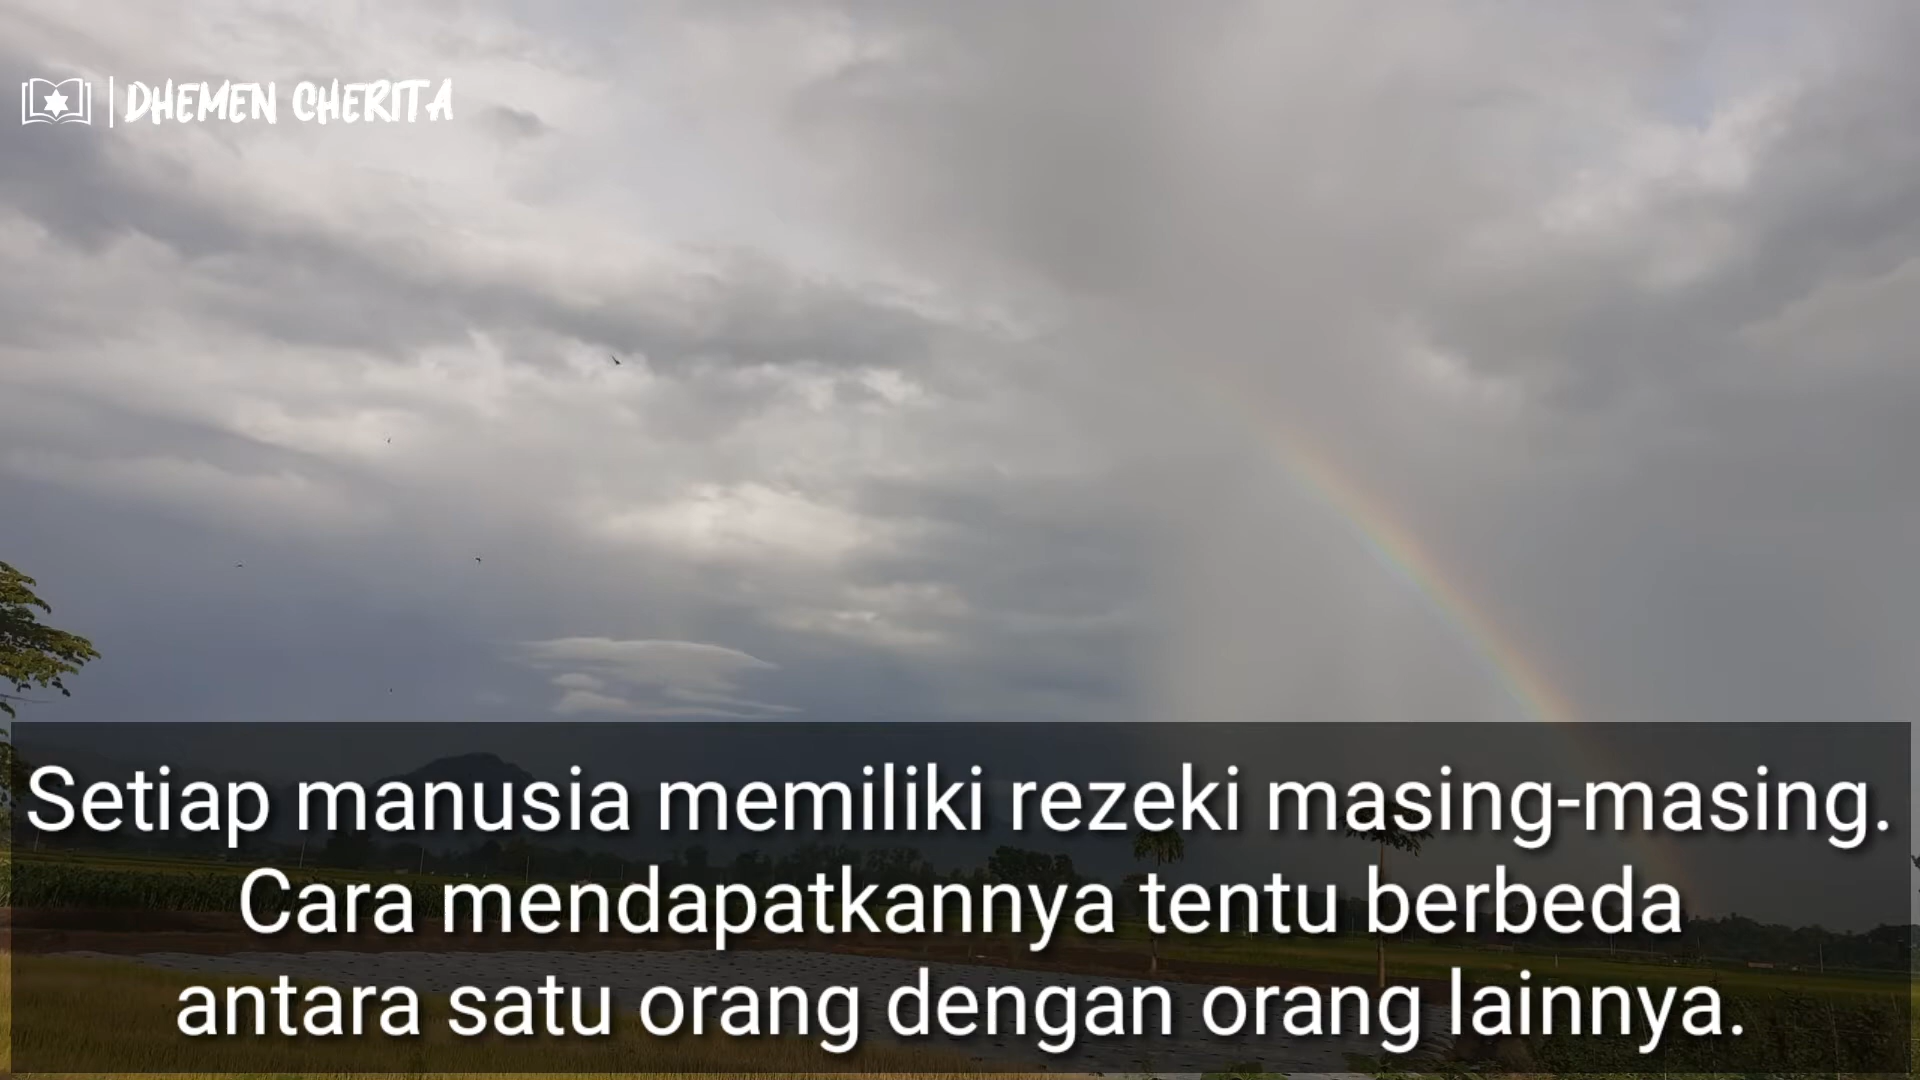 DHEMEN CHERITA
Setiap manusia memiliki rezeki masing-masing.
Cara mendapatkannya tentu berbeda
antara satu orang dengan orang lainnya.